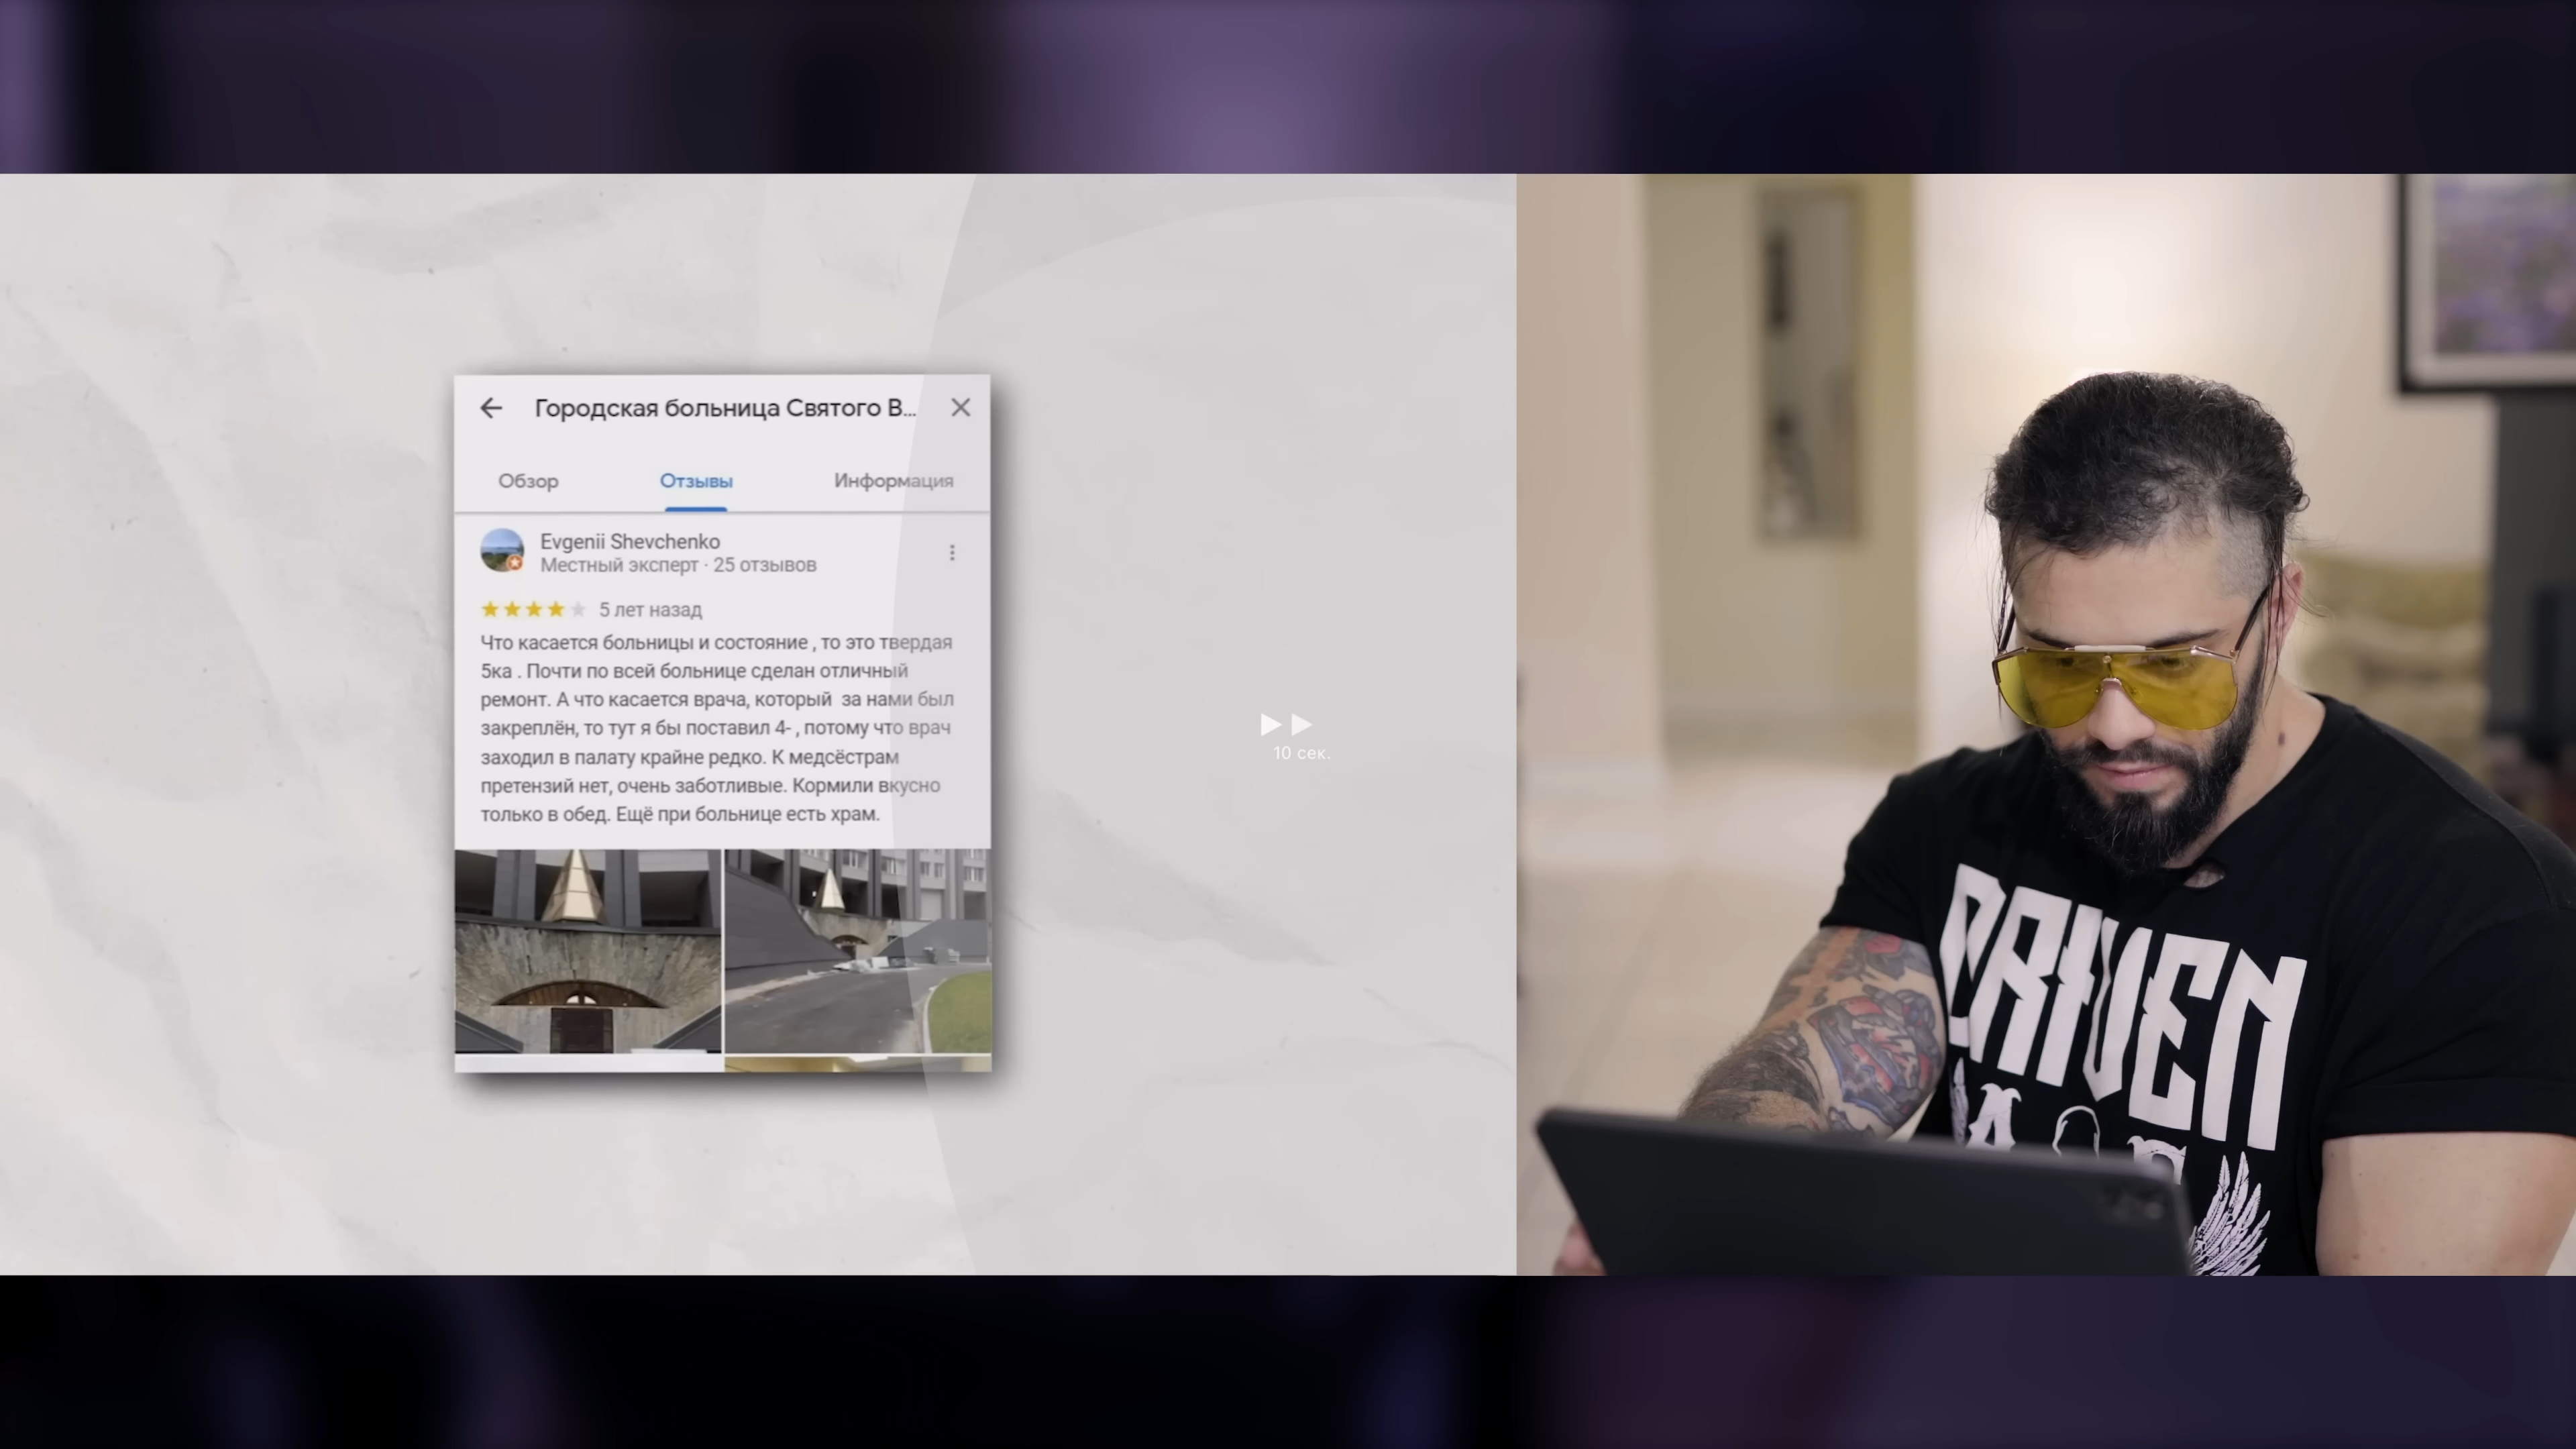 Городская больница Святого В...
Обзор
Отзывы
Информация
Evgenii Shevchenko
Местный эксперт · 25 отзывов
5 лет назад
Что касается больницы и состояние , то это твердая
5ка . Почти по всей больнице сделан отличный
ремонт. А что касается врача, который  за нами был
закреплён, то тут я бы поставил 4- , потому что врач
заходил в палату крайне редко. К медсёстрам
претензий нет, очень заботливые. Кормили вкусно
только в обед. Ещё при больнице есть храм.
10 сек.
DRIVEN